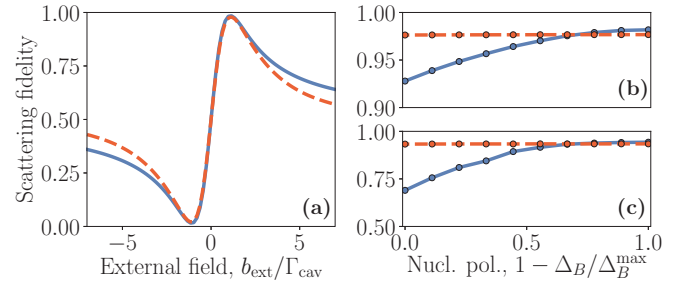 Scattering fidelity
1.00
0.75
0.50
0.25
0.00
(a)
−5 0 5
External field, b_ext/Γ_cav
1.00
0.95
0.90
(b)
1.00
0.75
0.50
(c)
0.0 0.5 1.0
Nucl. pol., 1 − Δ_B/Δ_B^max